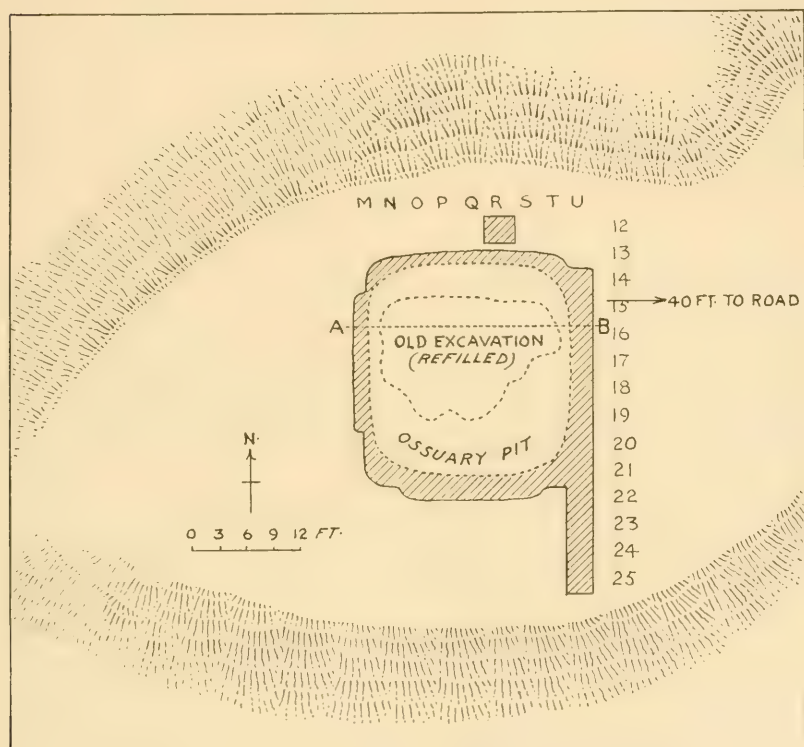 M N O P Q R S T U
12
13
14
15 40 FT. TO ROAD
A B
16
OLD EXCAVATION
(REFILLED)
17
18
19
OSSUARY PIT
20
21
22
23
24
25
N.
0 3 6 9 12 FT.